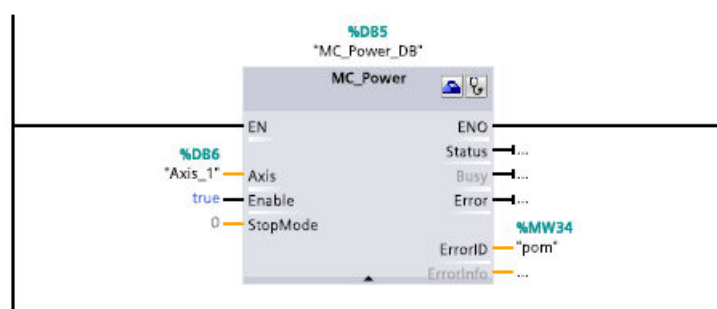 %DB5
"MC_Power_DB"
MC_Power
EN ENO
Status ...
%DB6
"Axis_1" Axis Busy ...
true Enable Error ...
0 StopMode
%MW34
ErrorID "pom"
ErrorInfo ...